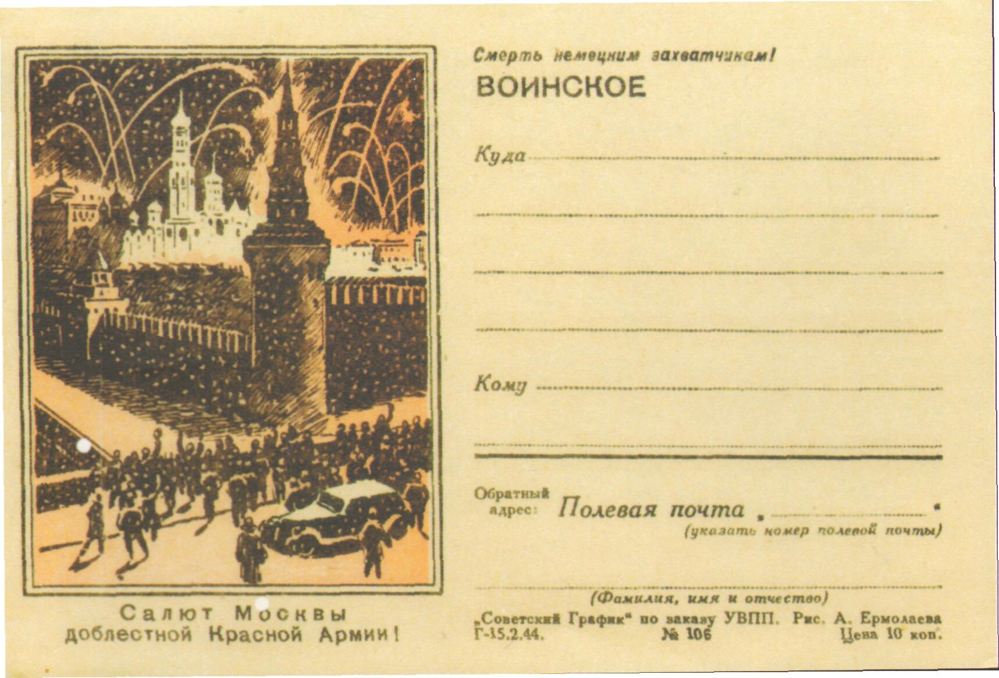 Смерть немецким захватчикам!
ВОИНСКОЕ
Куда
Кому
Обратный адрес: Полевая почта „ “
(указать номер полевой почты)
(Фамилия, имя и отчество)
„Советский График“ по заказу УВПП. Рис. А. Ермолаева
Г-15.2.44. № 106 Цена 10 коп.
Салют Москвы
доблестной Красной Армии!